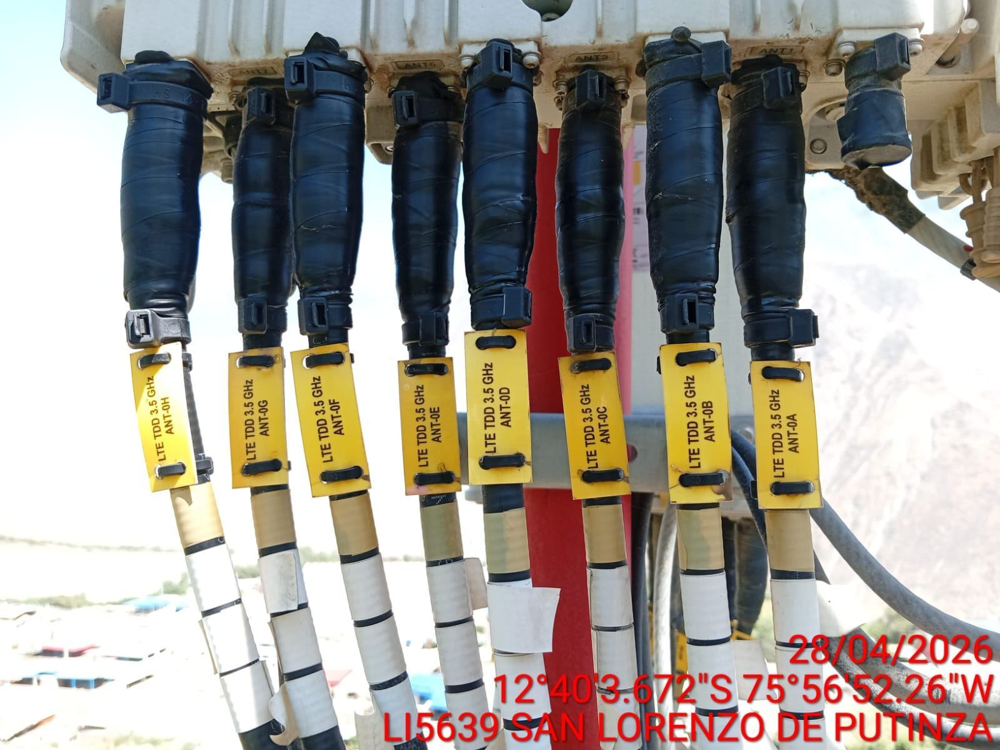 ANT7
ANT5
ANT3
ANT1
HS 14
LTE TDD 3.5 GHz
ANT-0H
LTE TDD 3.5 GHz
ANT-0G
LTE TDD 3.5 GHz
ANT-0F
LTE TDD 3.5 GHz
ANT-0E
LTE TDD 3.5 GHz
ANT-0D
LTE TDD 3.5 GHz
ANT-0C
LTE TDD 3.5 GHz
ANT-0B
LTE TDD 3.5 GHz
ANT-0A
28/04/2026
12°40'3.672"S 75°56'52.26"W
LI5639 SAN LORENZO DE PUTINZA